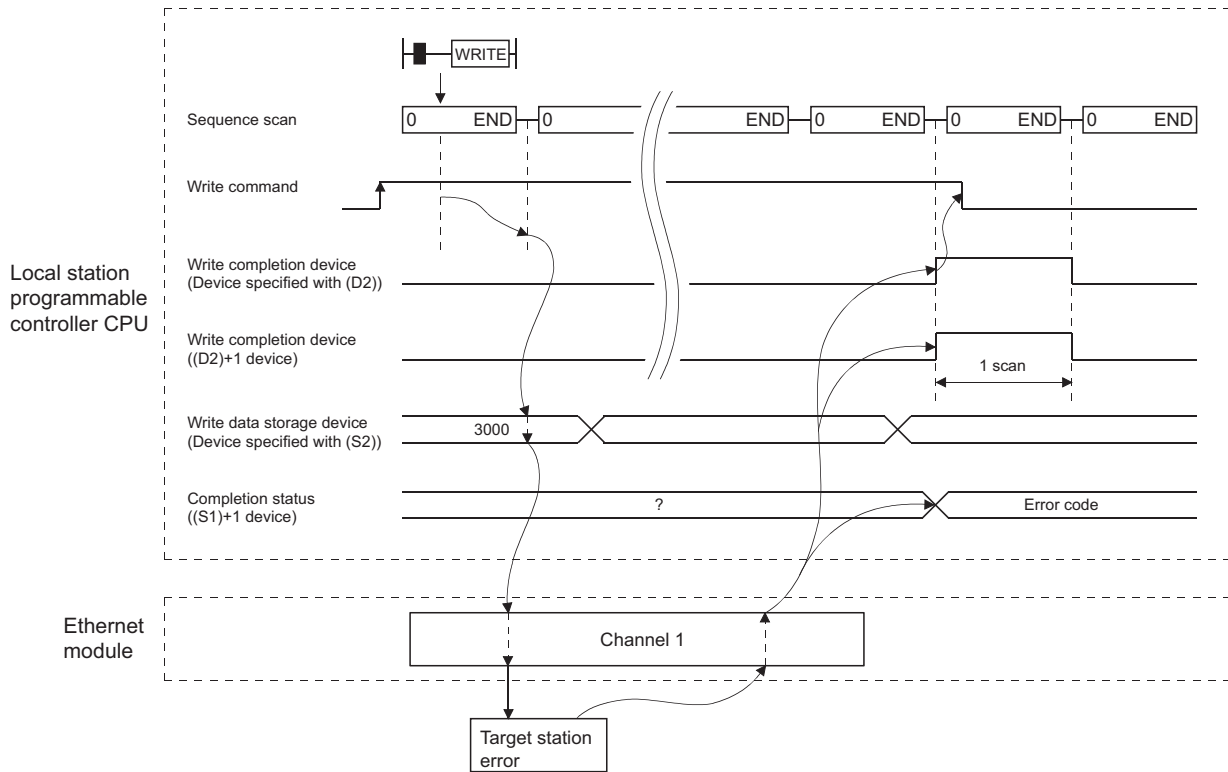 WRITE
Sequence scan
0 END 0 END 0 END 0 END 0 END
Write command
Local station
programmable
controller CPU
Write completion device
(Device specified with (D2))
Write completion device
((D2)+1 device)
1 scan
Write data storage device
(Device specified with (S2))
3000
Completion status
((S1)+1 device)
?
Error code
Ethernet
module
Channel 1
Target station
error